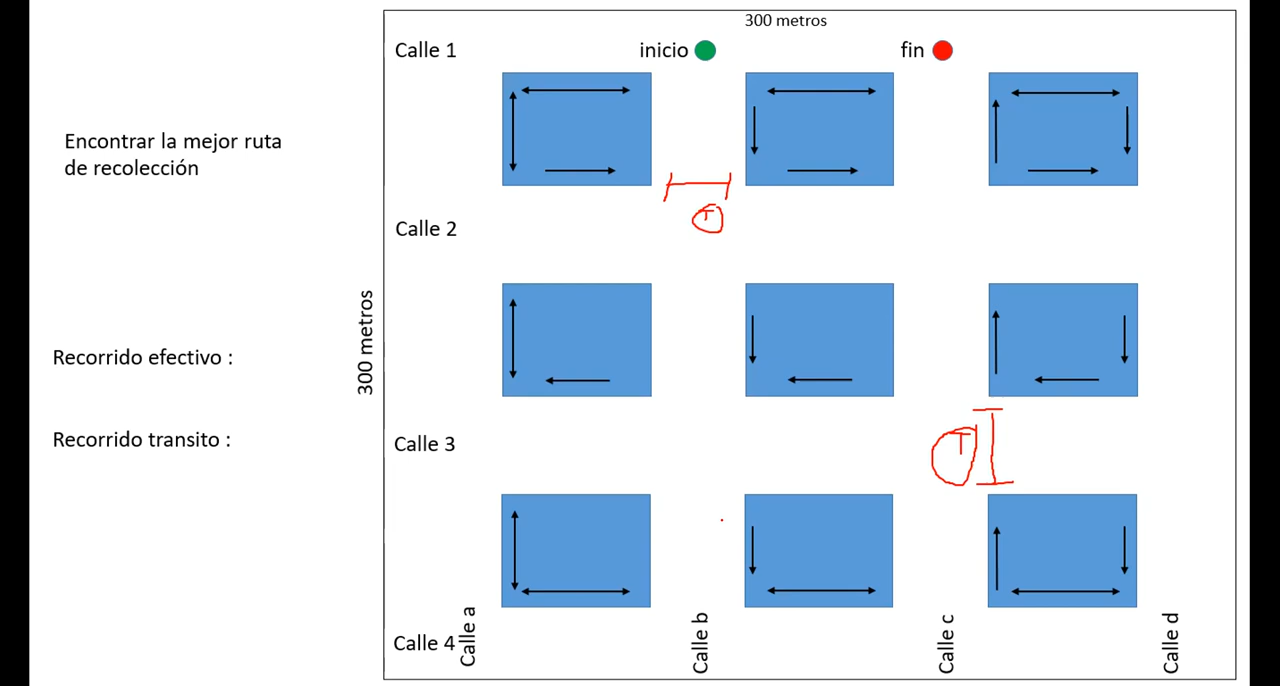 300 metros
Calle 1
inicio
fin
Encontrar la mejor ruta
de recolección
T
Calle 2
300 metros
Recorrido efectivo :
Recorrido transito :
Calle 3
T
Calle 4
Calle a
Calle b
Calle c
Calle d